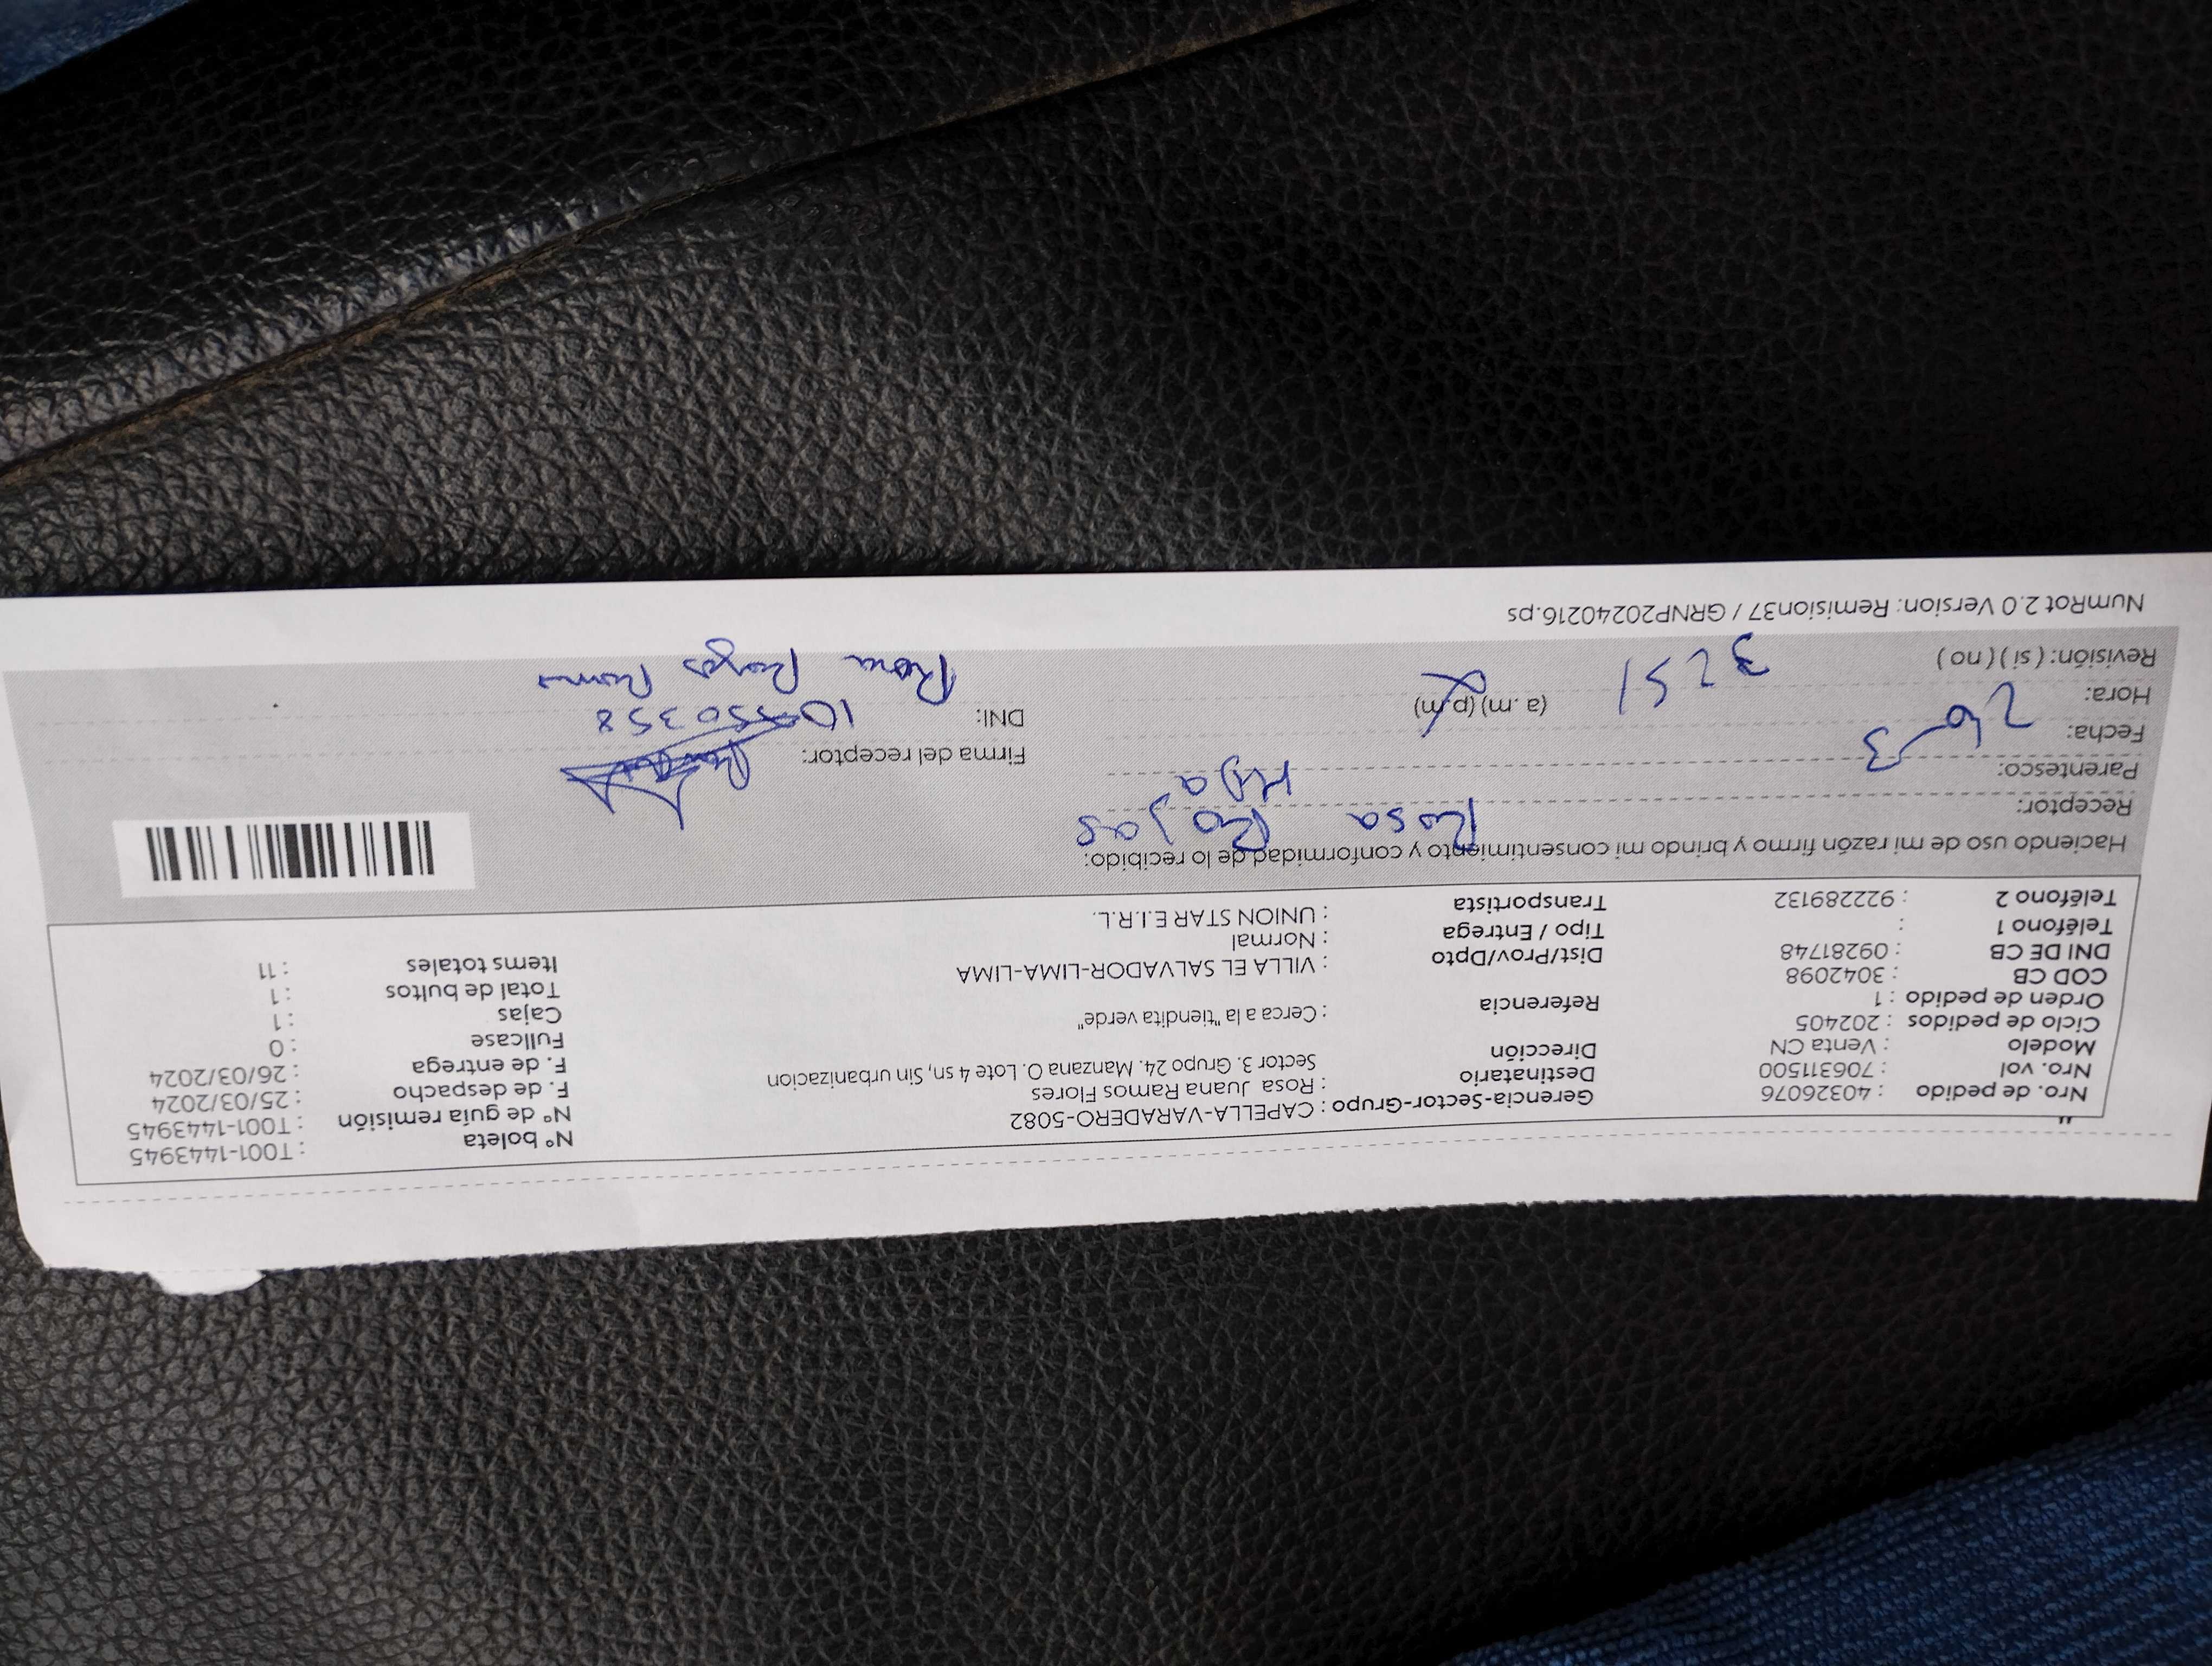 Nro. de pedido : 40326076 Gerencia-Sector-Grupo : CAPELLA-VARADERO-5082 N° boleta : T001-1443945
Nro. vol : 706311500 Destinatario : Rosa Juana Ramos Flores N° de guía remisión : T001-1443945
Modelo : Venta CN Dirección Sector 3. Grupo 24. Manzana O. Lote 4 sn, Sin urbanizacion F. de despacho : 25/03/2024
Ciclo de pedidos : 202405 F. de entrega : 26/03/2024
Orden de pedido : 1 Referencia : Cerca a la "tiendita verde" Fullcase : 0
COD CB : 3042098 Cajas : 1
DNI DE CB : 09281748 Dist/Prov/Dpto : VILLA EL SALVADOR-LIMA-LIMA Total de bultos : 1
Teléfono 1 : Tipo / Entrega : Normal Items totales : 11
Teléfono 2 : 922289132 Transportista : UNION STAR E.I.R.L.
Haciendo uso de mi razón firmo y brindo mi consentimiento y conformidad de lo recibido:
Receptor: Rosa Rojas
Parentesco: Hija
Fecha: 26-3 Firma del receptor:
Hora: (a. m) (p.m) DNI:
Revisión: ( si ) ( no ) Rosa Rojas Ramos
NumRot 2.0 Version: Remision37 / GRNP20240216.ps